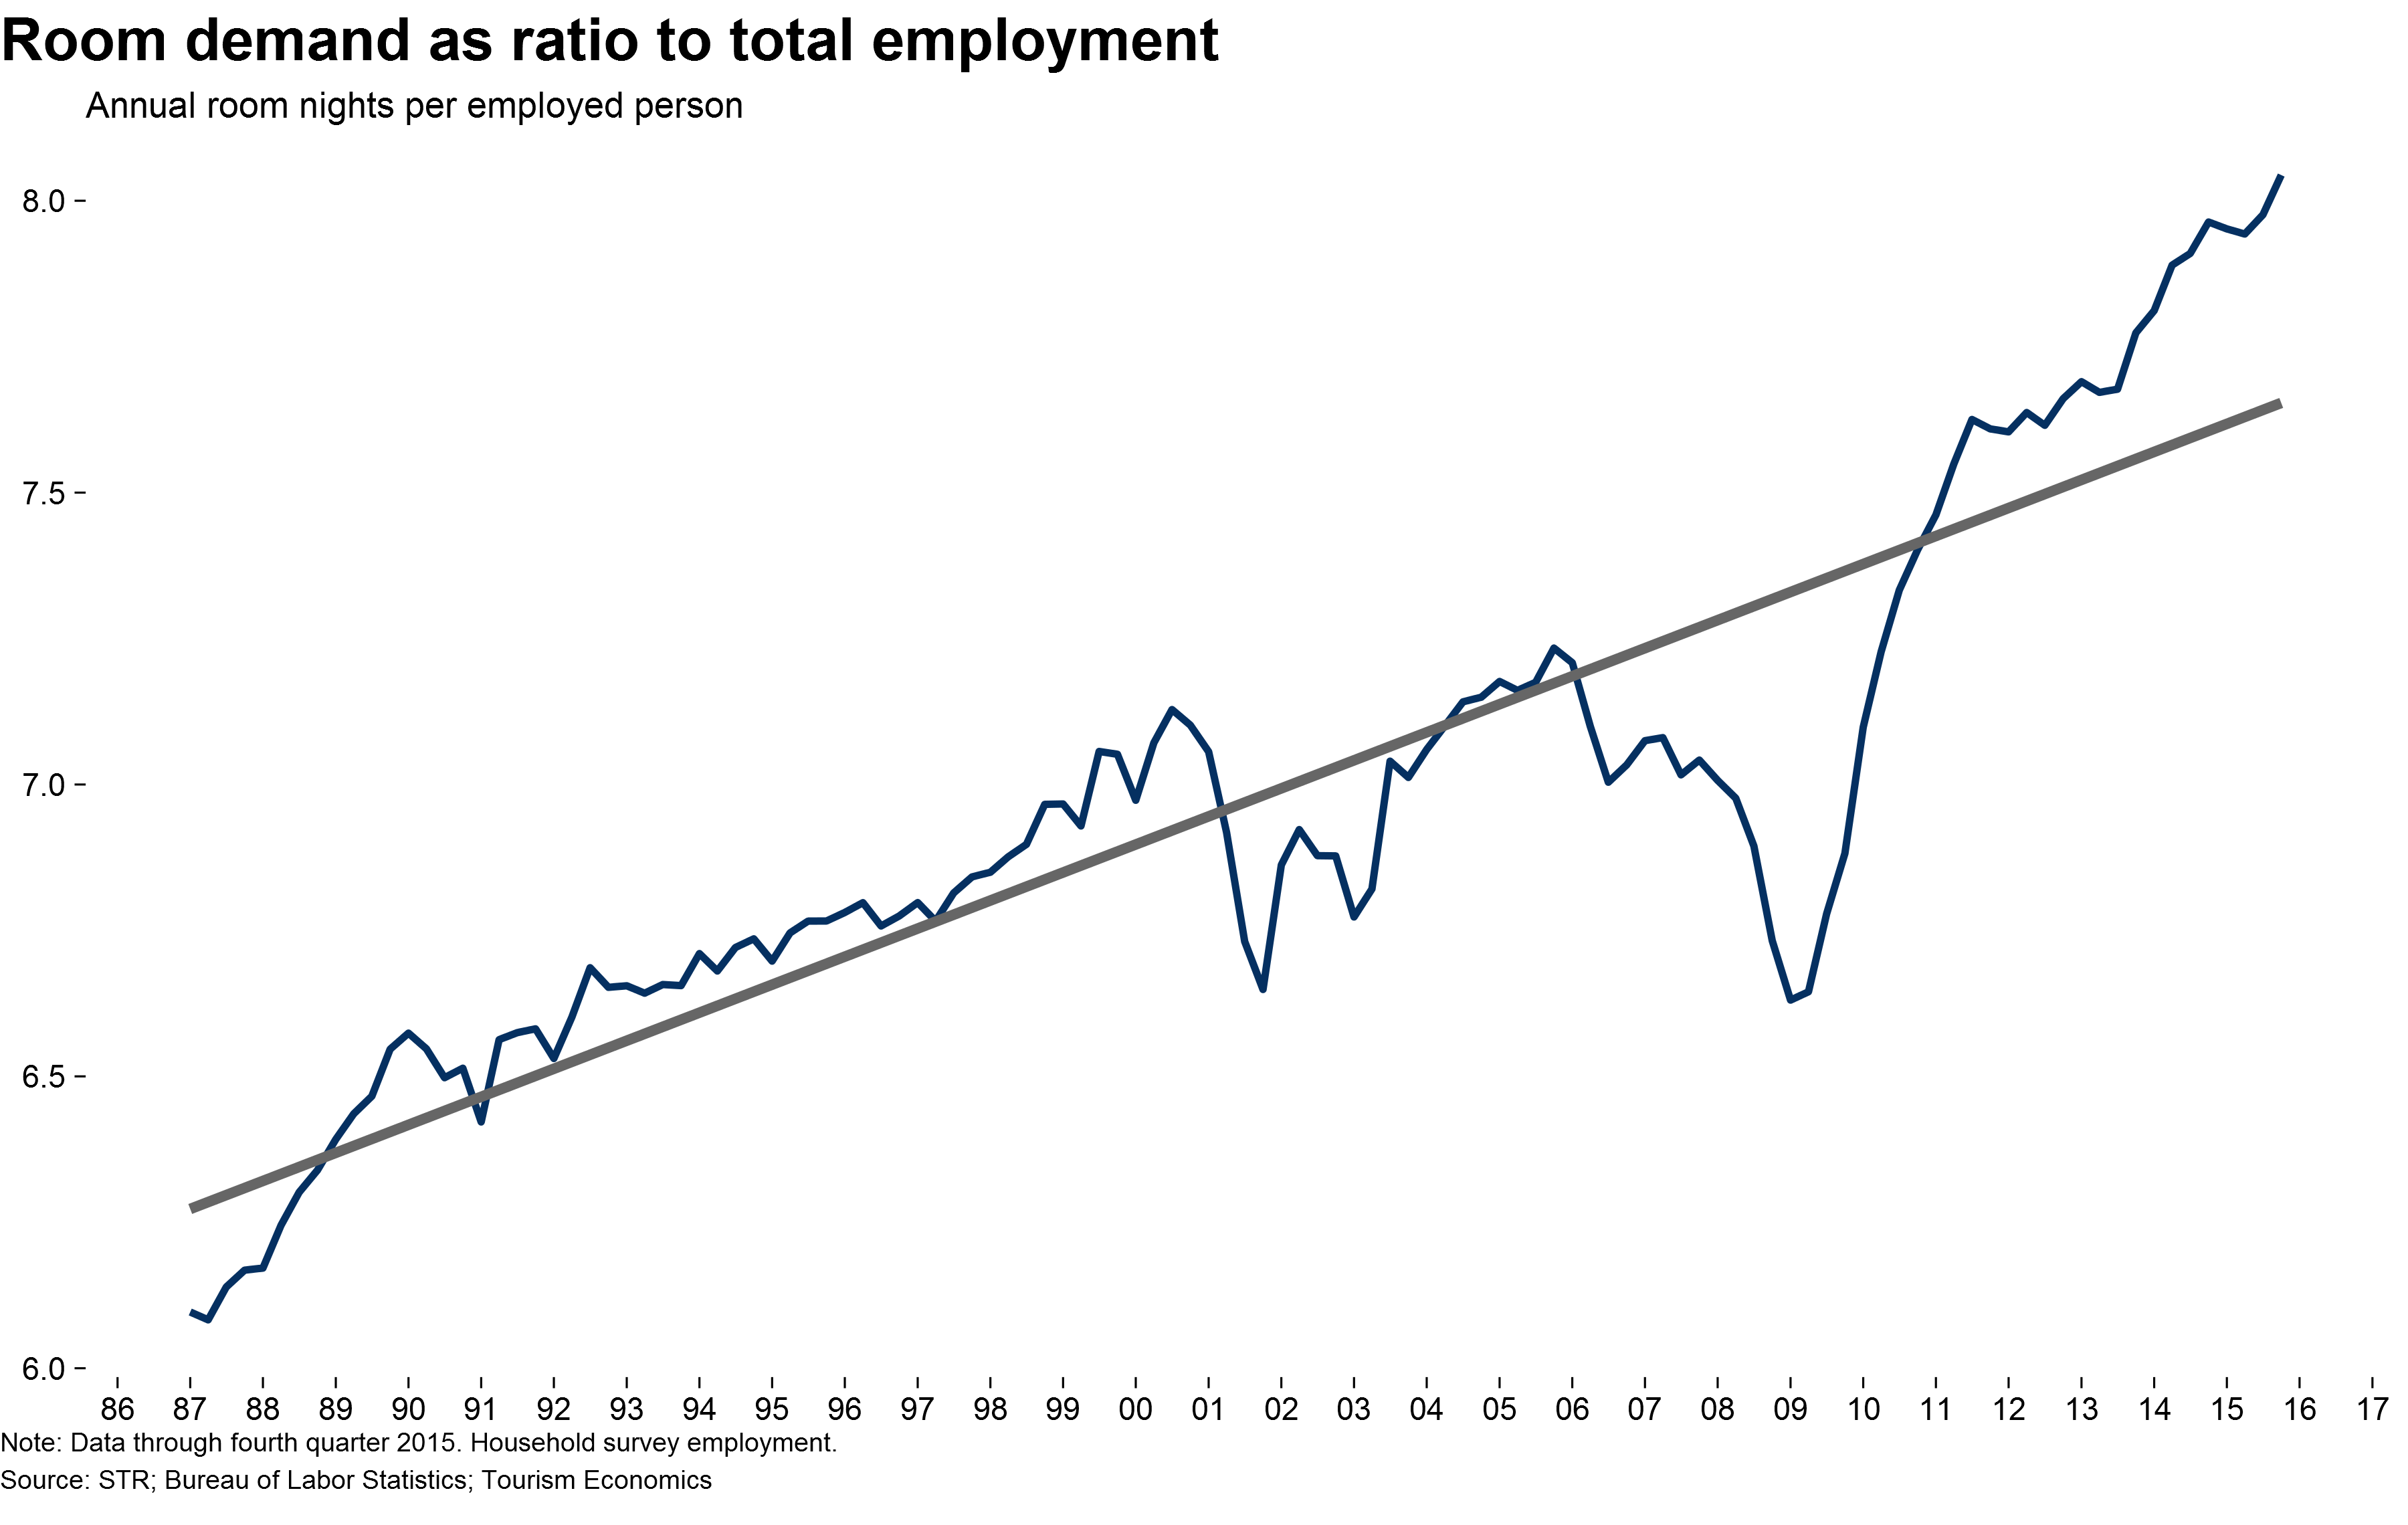 Room demand as ratio to total employment
Annual room nights per employed person
8.0
7.5
7.0
6.5
6.0
86 87 88 89 90 91 92 93 94 95 96 97 98 99 00 01 02 03 04 05 06 07 08 09 10 11 12 13 14 15 16 17
Note: Data through fourth quarter 2015. Household survey employment.
Source: STR; Bureau of Labor Statistics; Tourism Economics